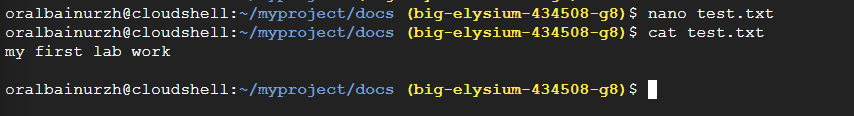 oralbainurzh@cloudshell:~/myproject/docs (big-elysium-434508-g8)$ nano test.txt
oralbainurzh@cloudshell:~/myproject/docs (big-elysium-434508-g8)$ cat test.txt
my first lab work
oralbainurzh@cloudshell:~/myproject/docs (big-elysium-434508-g8)$